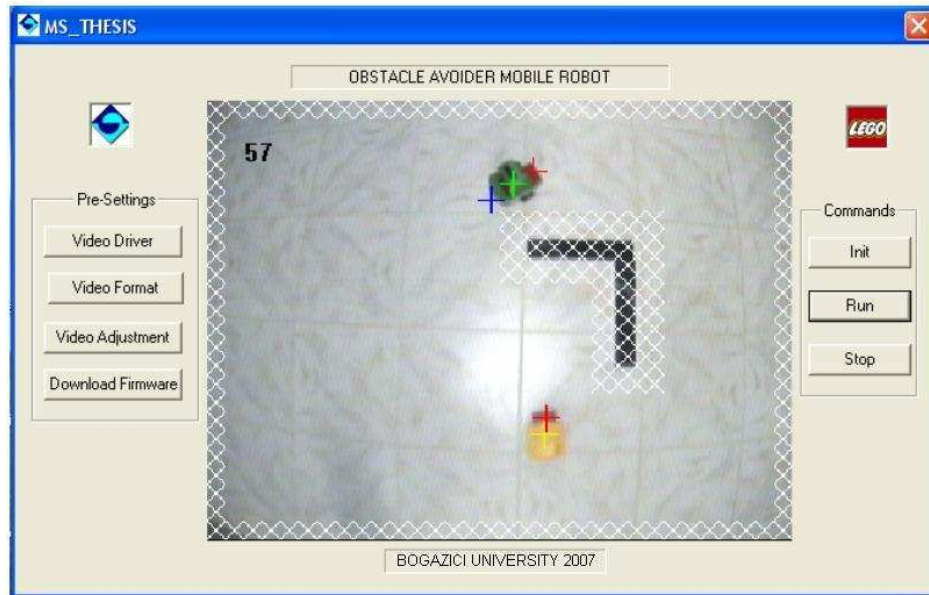 MS_THESIS
OBSTACLE AVOIDER MOBILE ROBOT
LEGO
57
Pre-Settings
Video Driver
Video Format
Video Adjustment
Download Firmware
Commands
Init
Run
Stop
BOGAZICI UNIVERSITY 2007